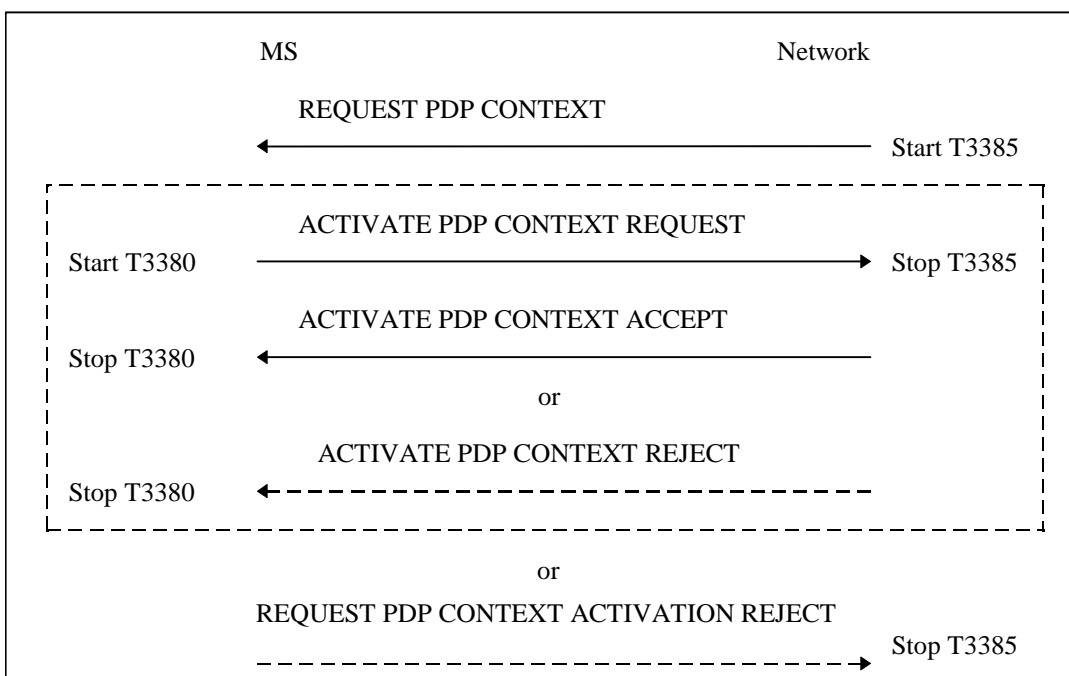 MS Network
REQUEST PDP CONTEXT
Start T3385
ACTIVATE PDP CONTEXT REQUEST
Start T3380 Stop T3385
ACTIVATE PDP CONTEXT ACCEPT
Stop T3380
or
ACTIVATE PDP CONTEXT REJECT
Stop T3380
or
REQUEST PDP CONTEXT ACTIVATION REJECT
Stop T3385